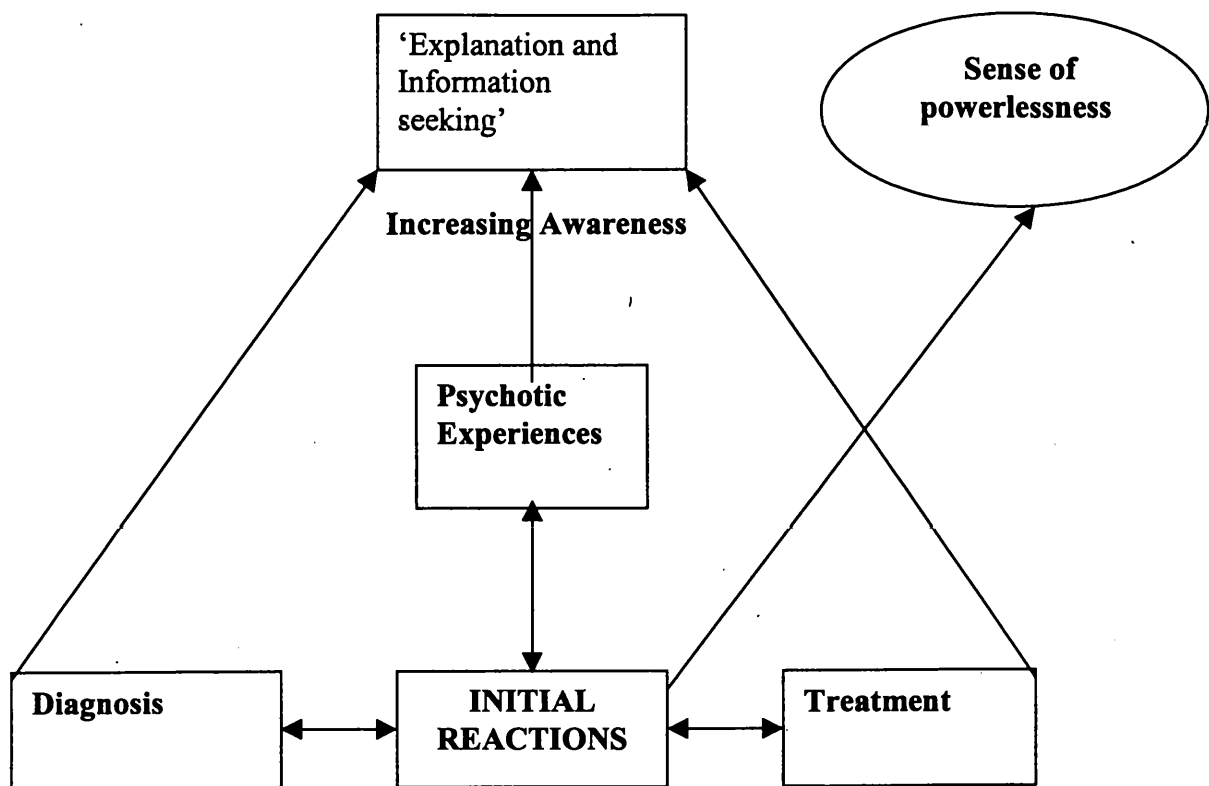 ‘Explanation and
Information
seeking’
Sense of
powerlessness
Increasing Awareness
Psychotic
Experiences
Diagnosis
INITIAL
REACTIONS
Treatment